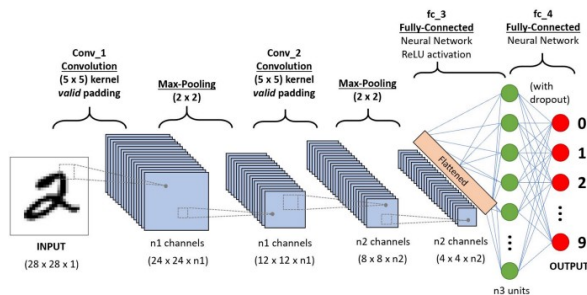 fc_3
Fully-Connected
Neural Network
ReLU activation
fc_4
Fully-Connected
Neural Network
Conv_1
Convolution
(5 x 5) kernel
valid padding
Max-Pooling
(2 x 2)
Conv_2
Convolution
(5 x 5) kernel
valid padding
Max-Pooling
(2 x 2)
(with
dropout)
Flattened
0
1
2
9
2
INPUT
(28 x 28 x 1)
n1 channels
(24 x 24 x n1)
n1 channels
(12 x 12 x n1)
n2 channels
(8 x 8 x n2)
n2 channels
(4 x 4 x n2)
n3 units
OUTPUT